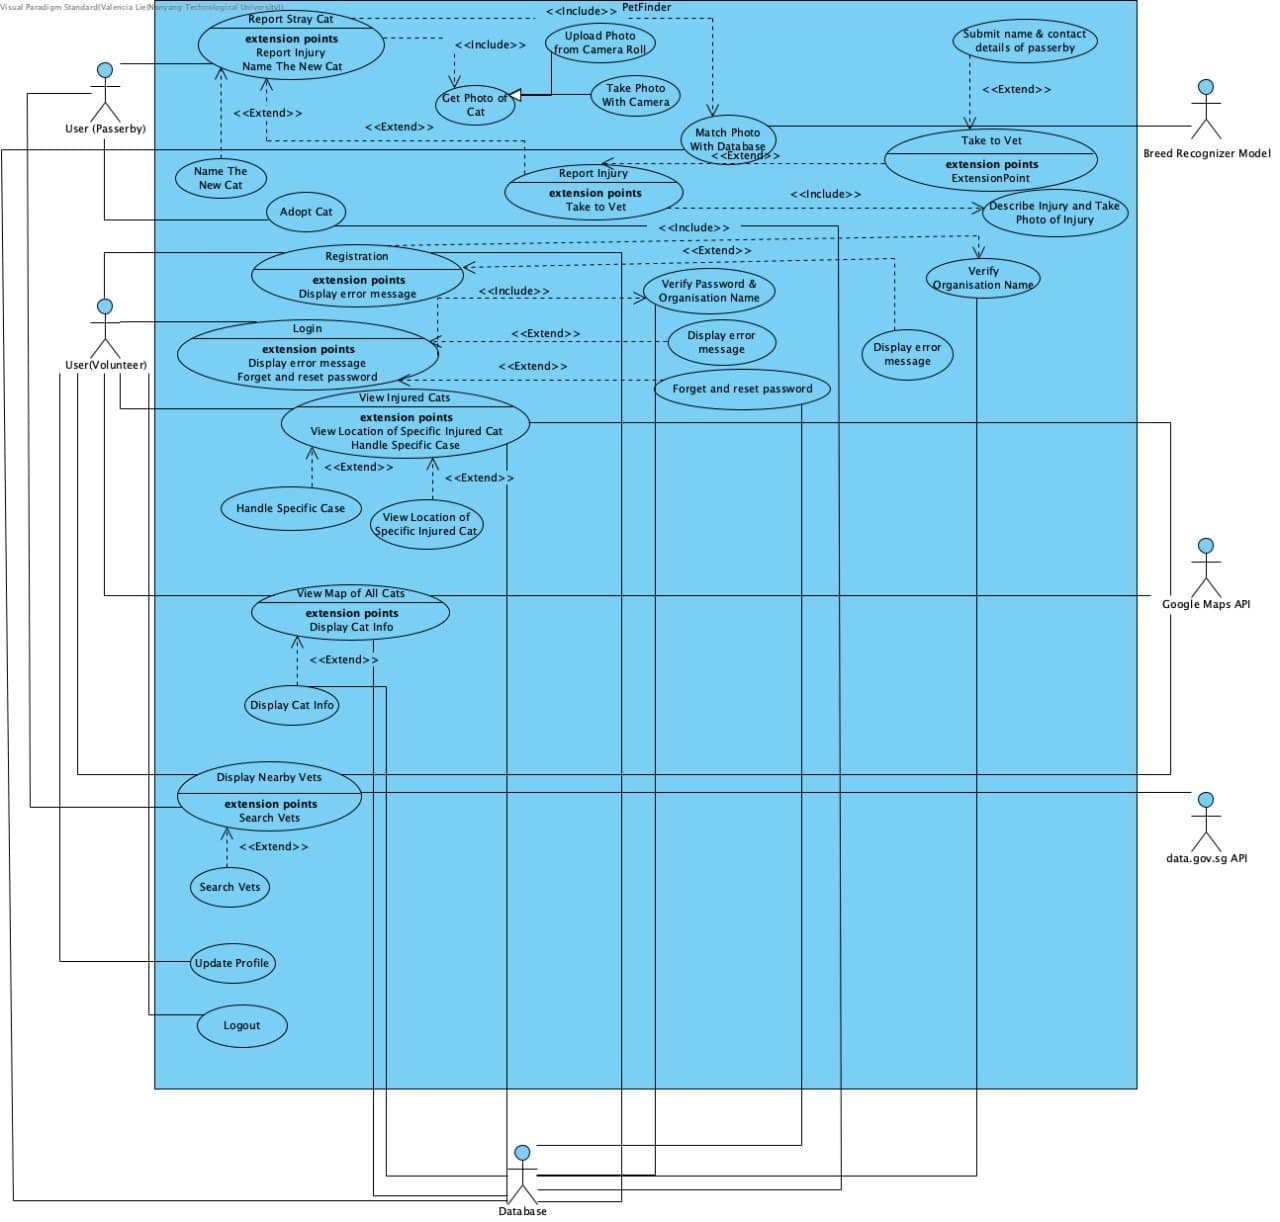 Visual Paradigm Standard(Valencia Lie(Nanyang Technological University))
PetFinder
Report Stray Cat
extension points
Report Injury
Name The New Cat
<<Include>>
<<Include>>
Upload Photo
from Camera Roll
Submit name & contact
details of passerby
Get Photo of
Cat
Take Photo
With Camera
<<Extend>>
<<Extend>>
<<Extend>>
User (Passerby)
Match Photo
With Database
<<Extend>>
Take to Vet
extension points
ExtensionPoint
Breed Recognizer Model
Name The
New Cat
Report Injury
extension points
Take to Vet
<<Include>>
Describe Injury and Take
Photo of Injury
Adopt Cat
<<Include>>
Registration
extension points
Display error message
<<Extend>>
Verify
Organisation Name
<<Include>>
Verify Password &
Organisation Name
User(Volunteer)
Login
extension points
Display error message
Forget and reset password
<<Extend>>
Display error
message
Display error
message
<<Extend>>
Forget and reset password
View Injured Cats
extension points
View Location of Specific Injured Cat
Handle Specific Case
<<Extend>>
<<Extend>>
Handle Specific Case
View Location of
Specific Injured Cat
View Map of All Cats
extension points
Display Cat Info
Google Maps API
<<Extend>>
Display Cat Info
Display Nearby Vets
extension points
Search Vets
<<Extend>>
data.gov.sg API
Search Vets
Update Profile
Logout
Database